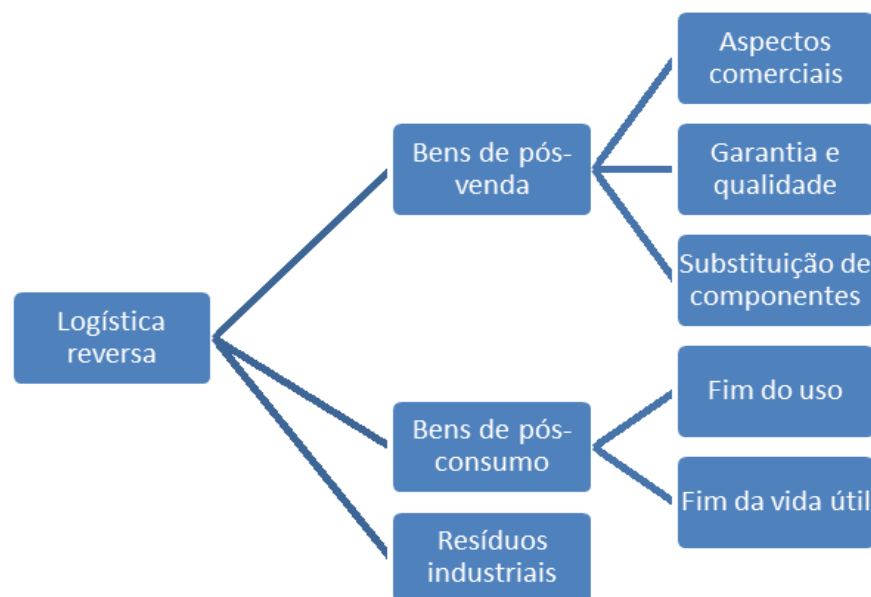 Logística
reversa
Bens de pós-
venda
Aspectos
comerciais
Garantia e
qualidade
Substituição de
componentes
Bens de pós-
consumo
Fim do uso
Fim da vida útil
Resíduos
industriais